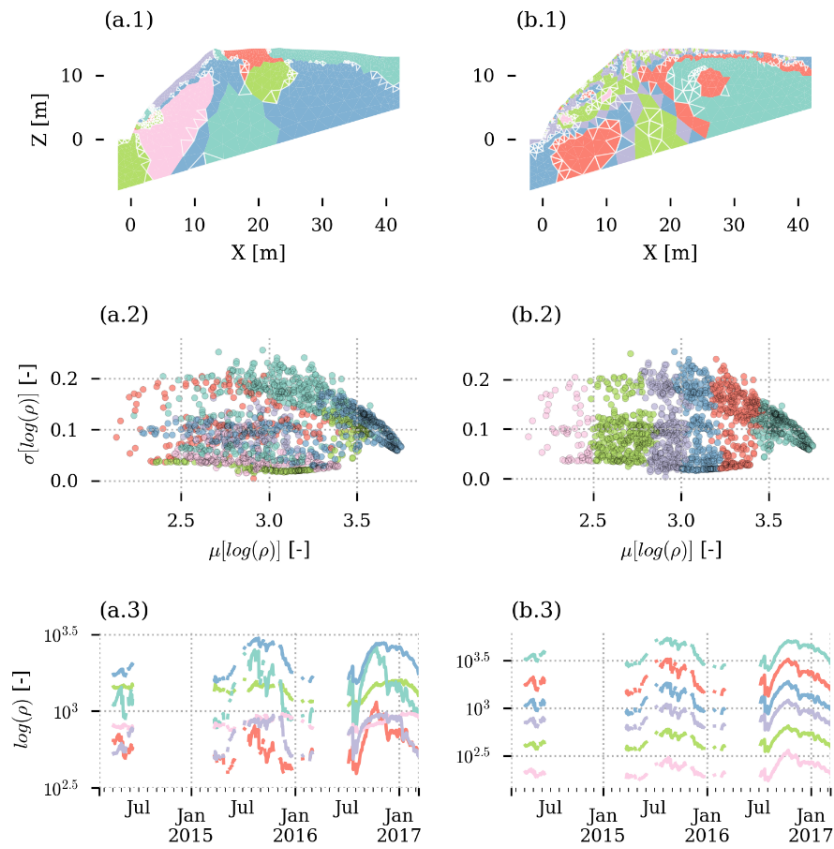 (a.1)
(b.1)
Z [m]
10
0
10
0
0 10 20 30 40
X [m]
0 10 20 30 40
X [m]
(a.2)
(b.2)
σ[log(ρ)] [-]
0.2
0.1
0.0
0.2
0.1
0.0
2.5 3.0 3.5
μ[log(ρ)] [-]
2.5 3.0 3.5
μ[log(ρ)] [-]
(a.3)
(b.3)
log(ρ) [-]
10^3.5
10^3
10^2.5
10^3.5
10^3
10^2.5
Jul Jan Jul Jan Jul Jan
2015 2016 2017
Jul Jan Jul Jan Jul Jan
2015 2016 2017